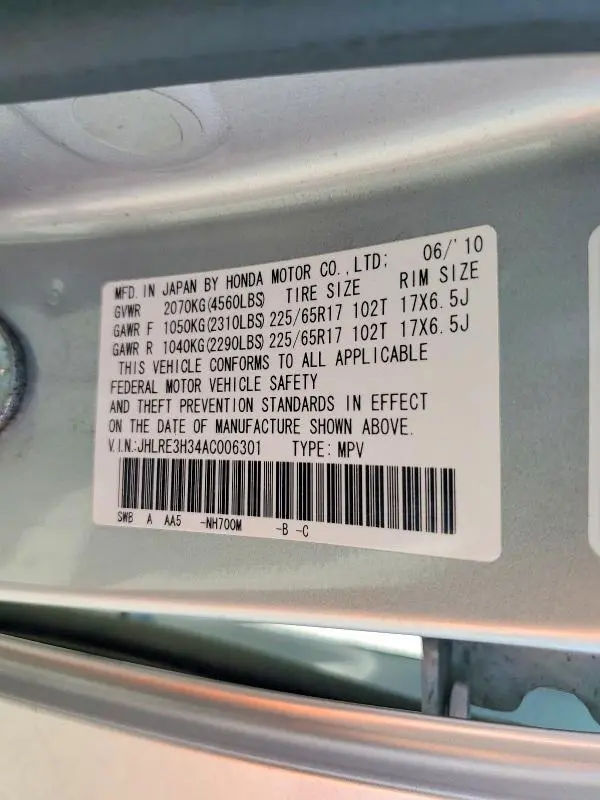 MFD. IN JAPAN BY HONDA MOTOR CO.,LTD; 06/'10
GVWR 2070KG(4560LBS) TIRE SIZE RIM SIZE
GAWR F 1050KG(2310LBS) 225/65R17 102T 17X6.5J
GAWR R 1040KG(2290LBS) 225/65R17 102T 17X6.5J
THIS VEHICLE CONFORMS TO ALL APPLICABLE
FEDERAL MOTOR VEHICLE SAFETY
AND THEFT PREVENTION STANDARDS IN EFFECT
ON THE DATE OF MANUFACTURE SHOWN ABOVE.
V.I.N.:JHLRE3H34AC006301 TYPE: MPV
SWB A AA5 -NH700M -B -C